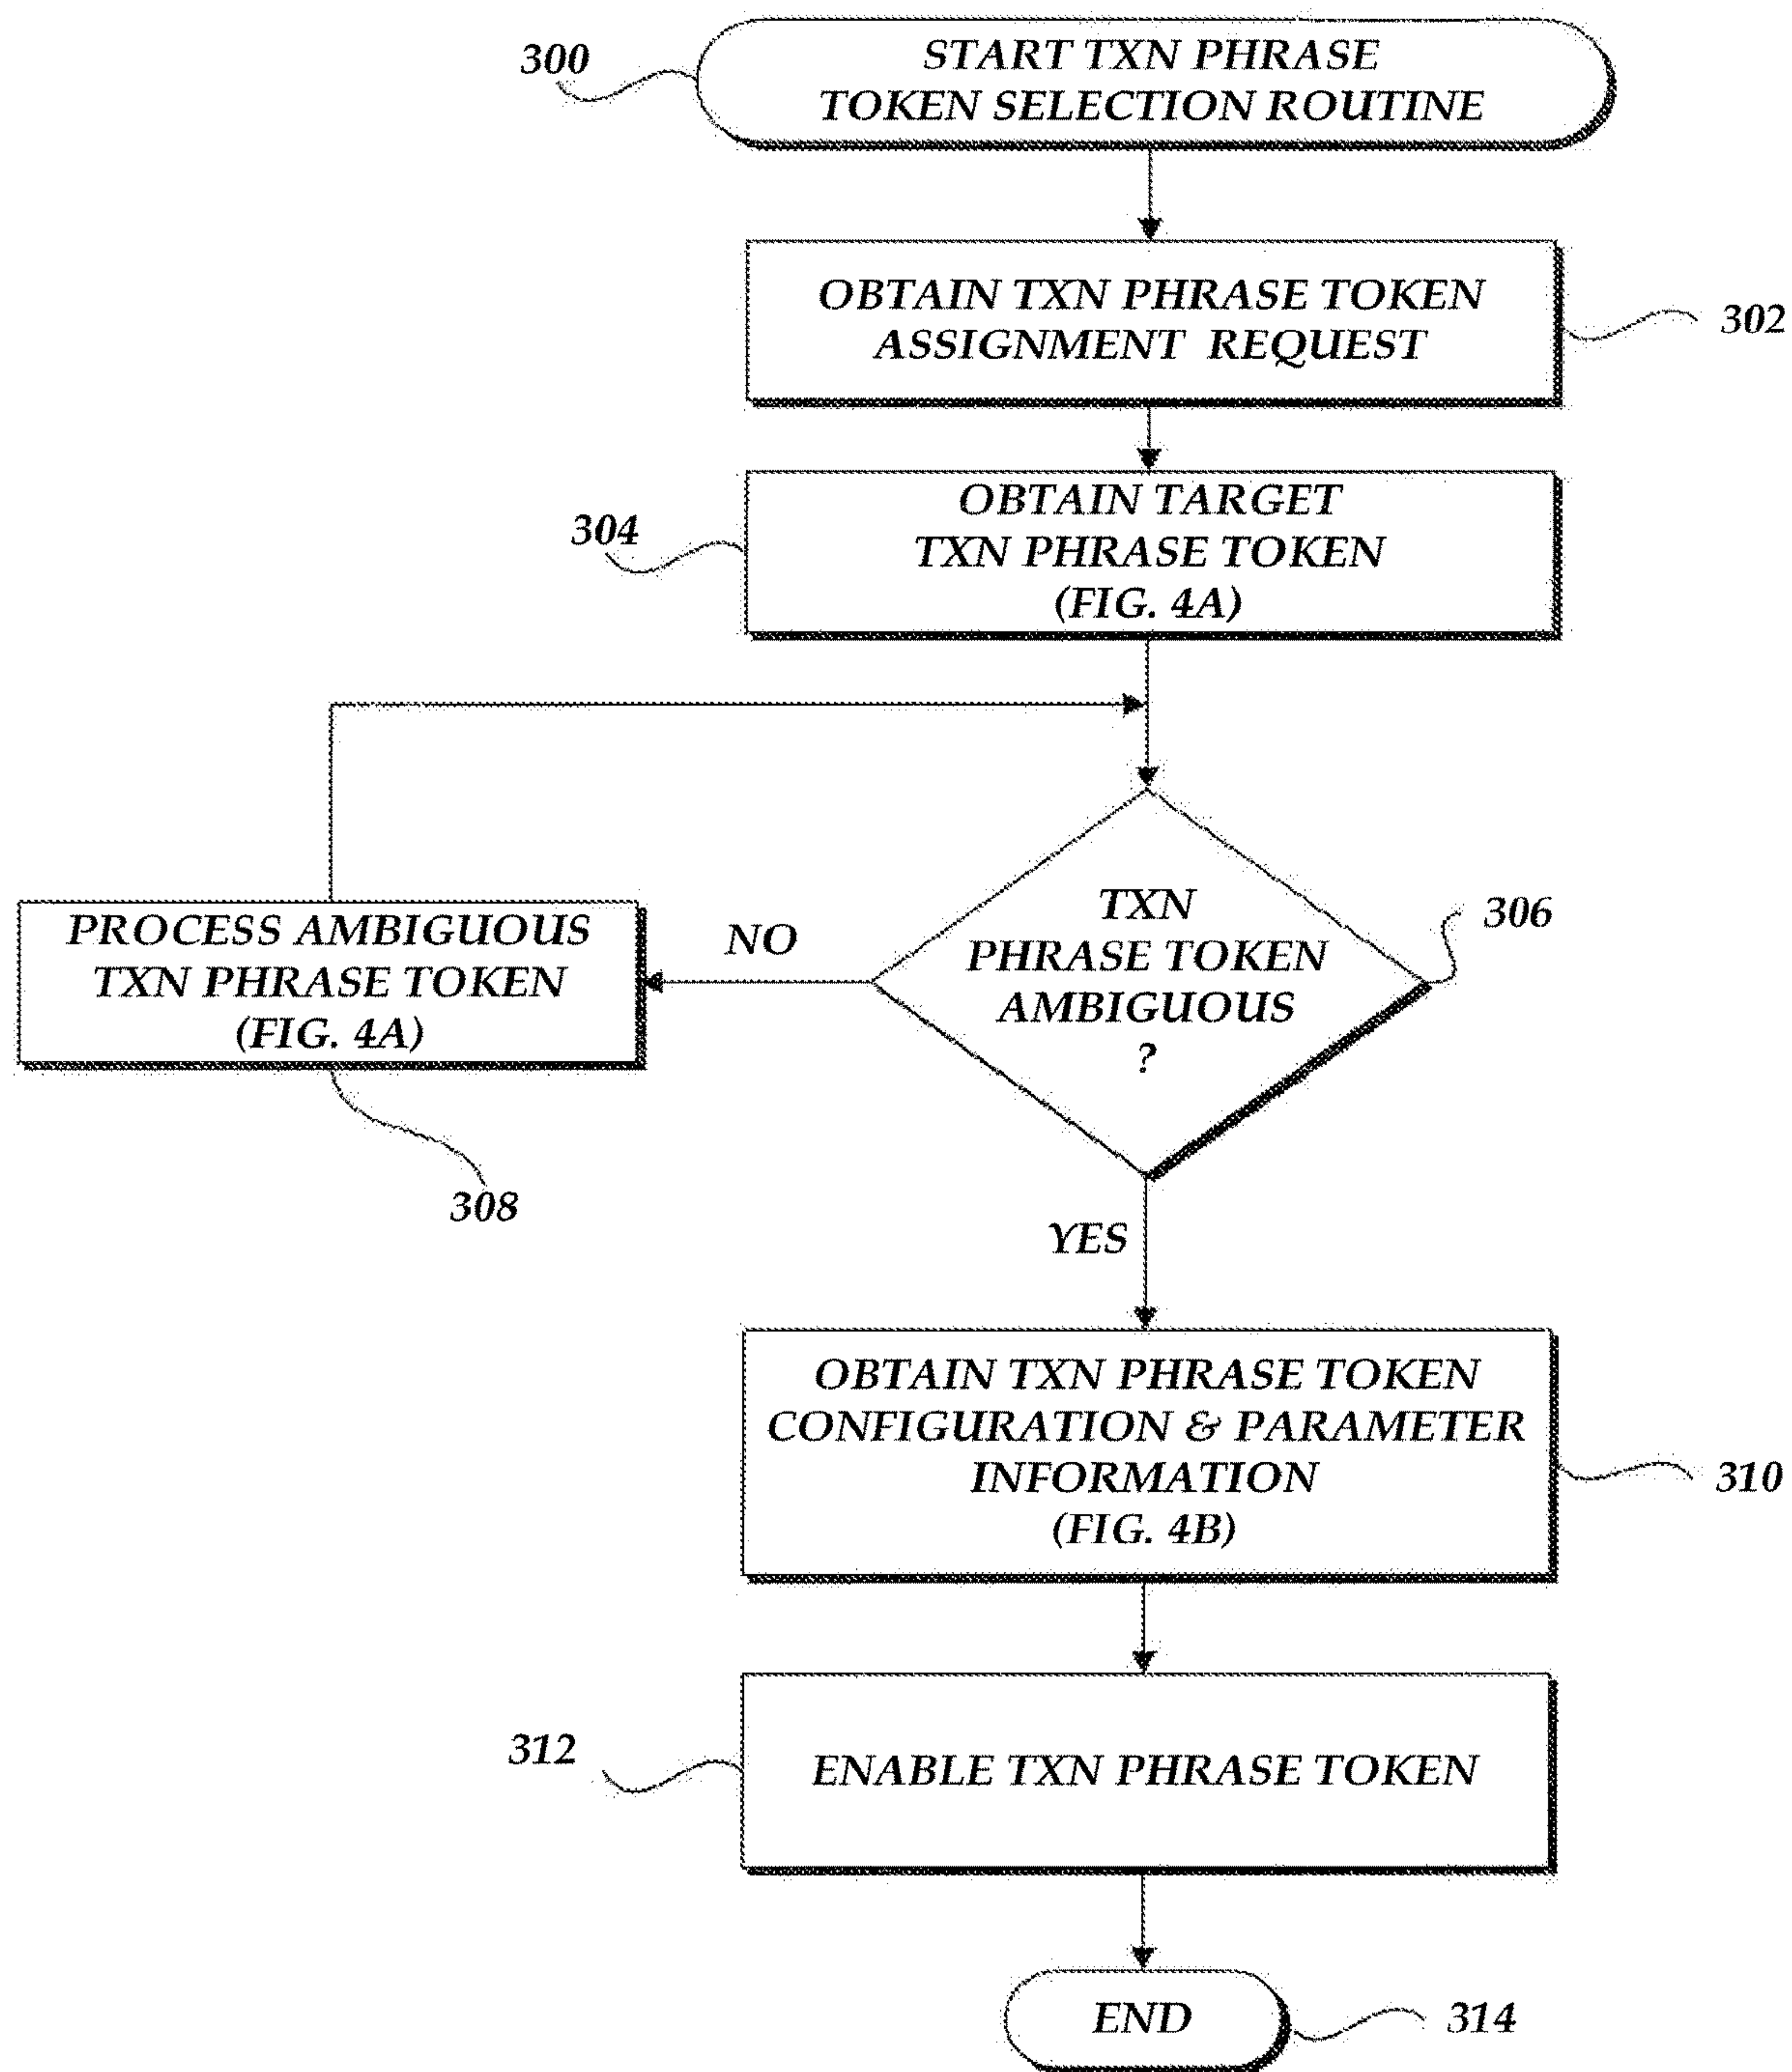 300
START TXN PHRASE
TOKEN SELECTION ROUTINE
OBTAIN TXN PHRASE TOKEN
ASSIGNMENT REQUEST
302
304
OBTAIN TARGET
TXN PHRASE TOKEN
(FIG. 4A)
TXN
PHRASE TOKEN
AMBIGUOUS
?
306
NO
PROCESS AMBIGUOUS
TXN PHRASE TOKEN
(FIG. 4A)
308
YES
OBTAIN TXN PHRASE TOKEN
CONFIGURATION & PARAMETER
INFORMATION
(FIG. 4B)
310
312
ENABLE TXN PHRASE TOKEN
END
314